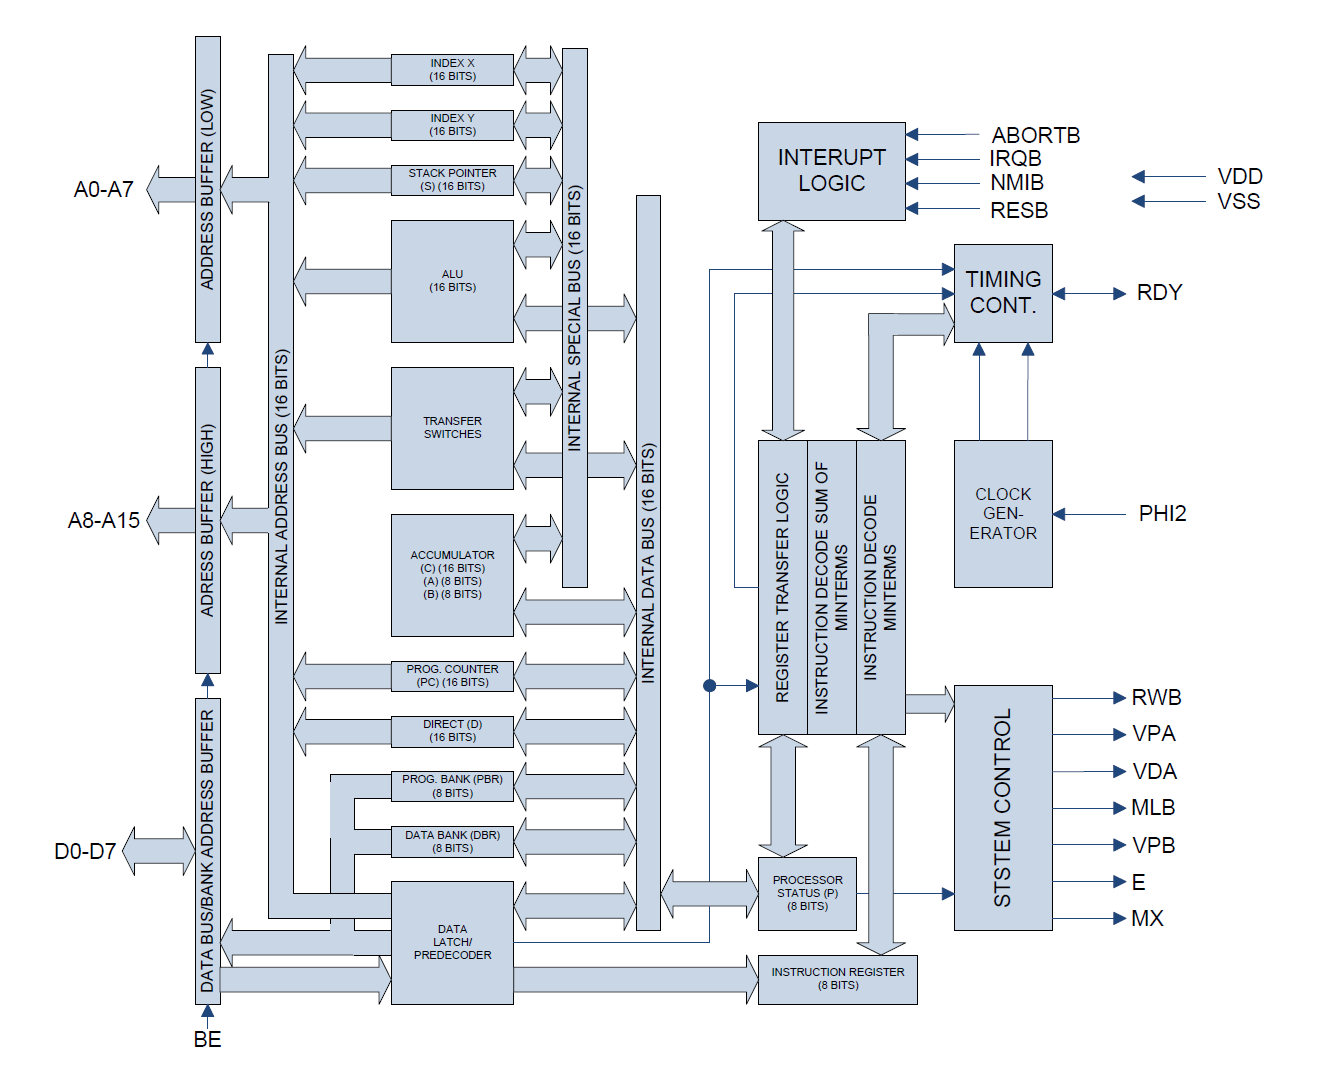 A0-A7
A8-A15
D0-D7
BE
ADDRESS BUFFER (LOW)
ADRESS BUFFER (HIGH)
DATA BUS/BANK ADDRESS BUFFER
INTERNAL ADDRESS BUS (16 BITS)
INDEX X
(16 BITS)
INDEX Y
(16 BITS)
STACK POINTER
(S) (16 BITS)
ALU
(16 BITS)
TRANSFER
SWITCHES
ACCUMULATOR
(C) (16 BITS)
(A) (8 BITS)
(B) (8 BITS)
PROG. COUNTER
(PC) (16 BITS)
DIRECT (D)
(16 BITS)
PROG. BANK (PBR)
(8 BITS)
DATA BANK (DBR)
(8 BITS)
DATA
LATCH/
PREDECODER
INTERNAL SPECIAL BUS (16 BITS)
INTERNAL DATA BUS (16 BITS)
INTERUPT
LOGIC
ABORTB
IRQB
NMIB
RESB
VDD
VSS
TIMING
CONT.
RDY
CLOCK
GEN-
ERATOR
PHI2
REGISTER TRANSFER LOGIC
INSTRUCTION DECODE SUM OF
MINTERMS
INSTRUCTION DECODE
MINTERMS
STSTEM CONTROL
RWB
VPA
VDA
MLB
VPB
E
MX
PROCESSOR
STATUS (P)
(8 BITS)
INSTRUCTION REGISTER
(8 BITS)